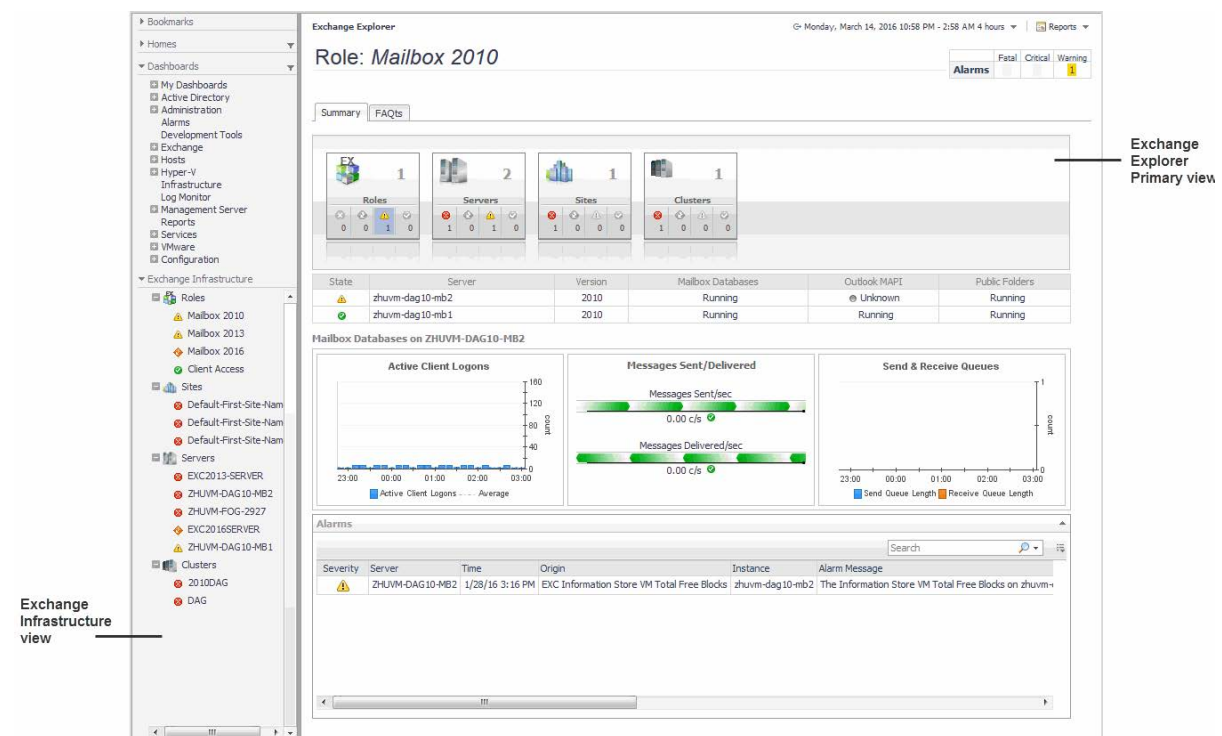 Bookmarks
Homes
Dashboards
My Dashboards
Active Directory
Administration
Alarms
Development Tools
Exchange
Hosts
Hyper-V
Infrastructure
Log Monitor
Management Server
Reports
Services
VMware
Configuration
Exchange Infrastructure
Roles
Mailbox 2010
Mailbox 2013
Mailbox 2016
Client Access
Sites
Default-First-Site-Nam
Default-First-Site-Nam
Default-First-Site-Nam
Servers
EXC2013-SERVER
ZHUVM-DAG10-MB2
ZHUVM-FOG-2927
EXC2016SERVER
ZHUVM-DAG10-MB1
Clusters
2010DAG
DAG
Exchange
Infrastructure
view
Exchange Explorer
Monday, March 14, 2016 10:58 PM - 2:58 AM 4 hours
Reports
Role: Mailbox 2010
Fatal Critical Warning
Alarms 1
Summary FAQts
EX 1 2 1 1
Roles Servers Sites Clusters
0 0 1 0 1 0 1 0 1 0 0 0 1 0 0 0
State Server Version Mailbox Databases Outlook MAPI Public Folders
zhuvm-dag10-mb2 2010 Running Unknown Running
zhuvm-dag10-mb1 2010 Running Running Running
Mailbox Databases on ZHUVM-DAG10-MB2
Active Client Logons
160
120
80
40
0
count
23:00 00:00 01:00 02:00 03:00
Active Client Logons Average
Messages Sent/Delivered
Messages Sent/sec
0.00 c/s
Messages Delivered/sec
0.00 c/s
Send & Receive Queues
1
0
count
23:00 00:00 01:00 02:00 03:00
Send Queue Length Receive Queue Length
Alarms
Search
Severity Server Time Origin Instance Alarm Message
ZHUVM-DAG10-MB2 1/28/16 3:16 PM EXC Information Store VM Total Free Blocks zhuvm-dag10-mb2 The Information Store VM Total Free Blocks on zhuvm-
Exchange
Explorer
Primary view